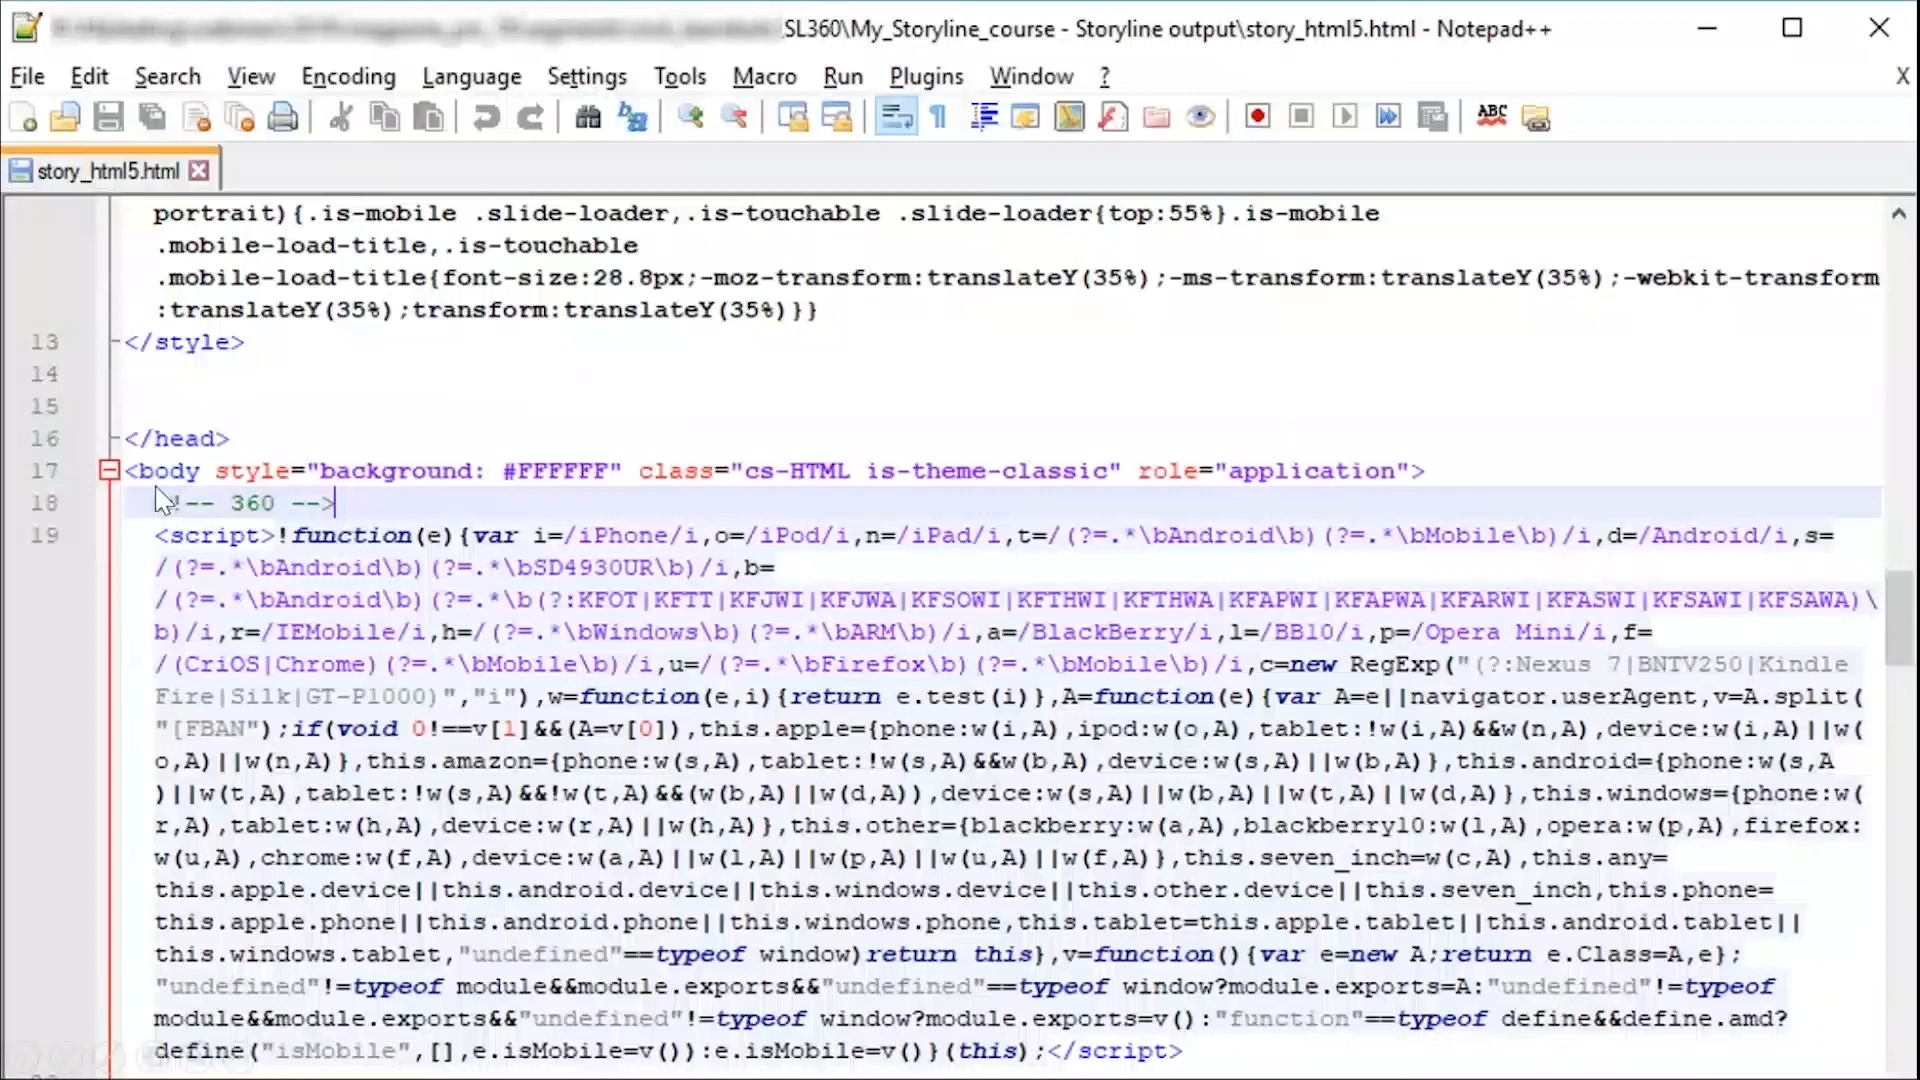 SL360\My_Storyline_course - Storyline output\story_html5.html - Notepad++
File Edit Search View Encoding Language Settings Tools Macro Run Plugins Window ? X
ABC
story_html5.html
portrait){.is-mobile .slide-loader,.is-touchable .slide-loader{top:55%}.is-mobile
.mobile-load-title,.is-touchable
.mobile-load-title{font-size:28.8px;-moz-transform:translateY(35%);-ms-transform:translateY(35%);-webkit-transform
:translateY(35%);transform:translateY(35%)}}
13 </style>
14
15
16 </head>
17 <body style="background: #FFFFFF" class="cs-HTML is-theme-classic" role="application">
18 !-- 360 -->
19 <script>!function(e){var i=/iPhone/i,o=/iPod/i,n=/iPad/i,t=/(?=.*\bAndroid\b)(?=.*\bMobile\b)/i,d=/Android/i,s=
/(?=.*\bAndroid\b)(?=.*\bSD4930UR\b)/i,b=
/(?=.*\bAndroid\b)(?=.*\b(?:KFOT|KFTT|KFJWI|KFJWA|KFSOWI|KFTHWI|KFTHWA|KFAPWI|KFAPWA|KFARWI|KFASWI|KFSAWI|KFSAWA)\
b)/i,r=/IEMobile/i,h=/(?=.*\bWindows\b)(?=.*\bARM\b)/i,a=/BlackBerry/i,l=/BB10/i,p=/Opera Mini/i,f=
/(CriOS|Chrome)(?=.*\bMobile\b)/i,u=/(?=.*\bFirefox\b)(?=.*\bMobile\b)/i,c=new RegExp("(?:Nexus 7|BNTV250|Kindle
Fire|Silk|GT-P1000)","i"),w=function(e,i){return e.test(i)},A=function(e){var A=e||navigator.userAgent,v=A.split(
"[FBAN");if(void 0!==v[1]&&(A=v[0]),this.apple={phone:w(i,A),ipod:w(o,A),tablet:!w(i,A)&&w(n,A),device:w(i,A)||w(
o,A)||w(n,A)},this.amazon={phone:w(s,A),tablet:!w(s,A)&&w(b,A),device:w(s,A)||w(b,A)},this.android={phone:w(s,A
)||w(t,A),tablet:!w(s,A)&&!w(t,A)&&(w(b,A)||w(d,A)),device:w(s,A)||w(b,A)||w(t,A)||w(d,A)},this.windows={phone:w(
r,A),tablet:w(h,A),device:w(r,A)||w(h,A)},this.other={blackberry:w(a,A),blackberry10:w(l,A),opera:w(p,A),firefox:
w(u,A),chrome:w(f,A),device:w(a,A)||w(l,A)||w(p,A)||w(u,A)||w(f,A)},this.seven_inch=w(c,A),this.any=
this.apple.device||this.android.device||this.windows.device||this.other.device||this.seven_inch,this.phone=
this.apple.phone||this.android.phone||this.windows.phone,this.tablet=this.apple.tablet||this.android.tablet||
this.windows.tablet,"undefined"==typeof window)return this},v=function(){var e=new A;return e.Class=A,e};
"undefined"!=typeof module&&module.exports&&"undefined"==typeof window?module.exports=A:"undefined"!=typeof
module&&module.exports&&"undefined"!=typeof window?module.exports=v():"function"==typeof define&&define.amd?
define("isMobile",[],e.isMobile=v()):e.isMobile=v()}(this);</script>